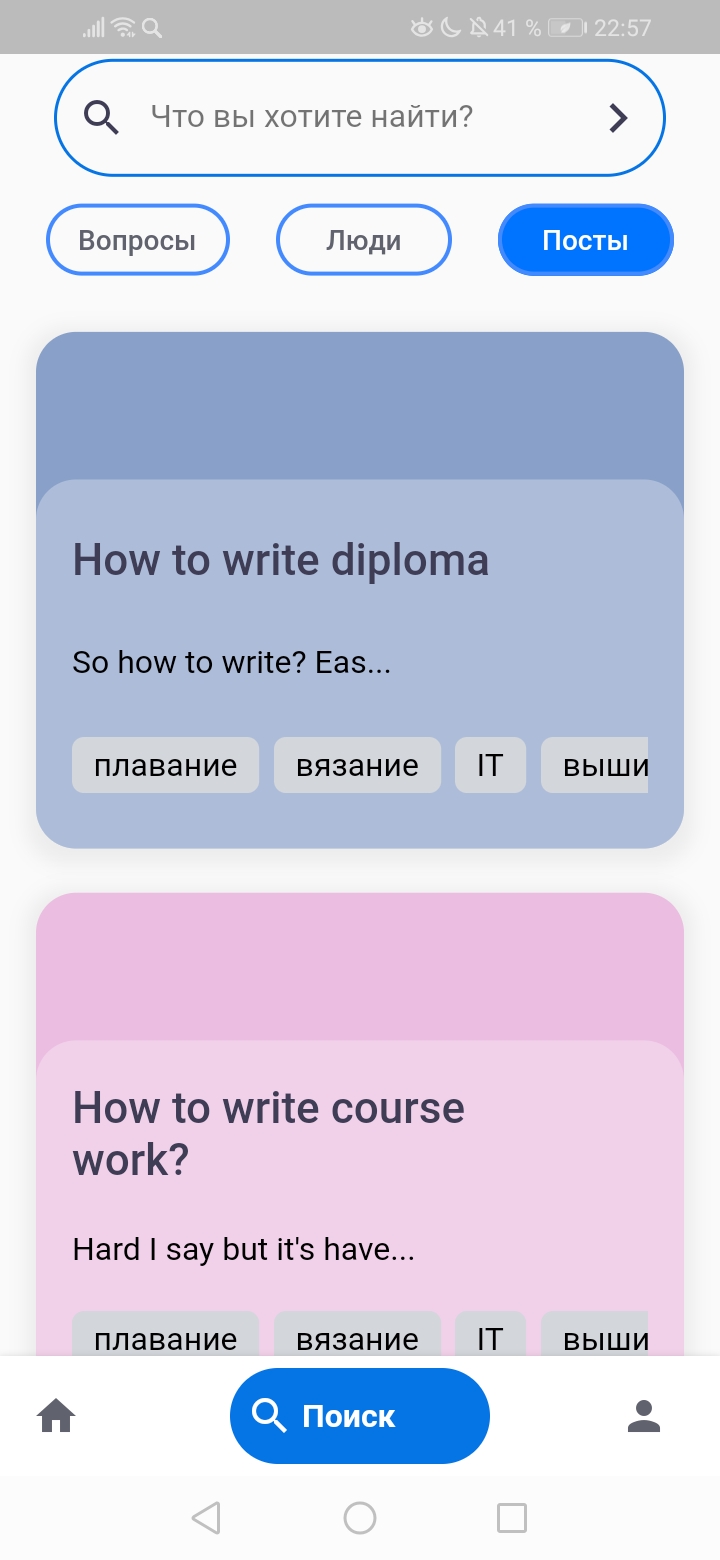 41 % 22:57
Что вы хотите найти?
Вопросы Люди Посты
How to write diploma
So how to write? Eas...
плавание вязание IT выши
How to write course
work?
Hard I say but it's have...
плавание вязание IT выши
Поиск